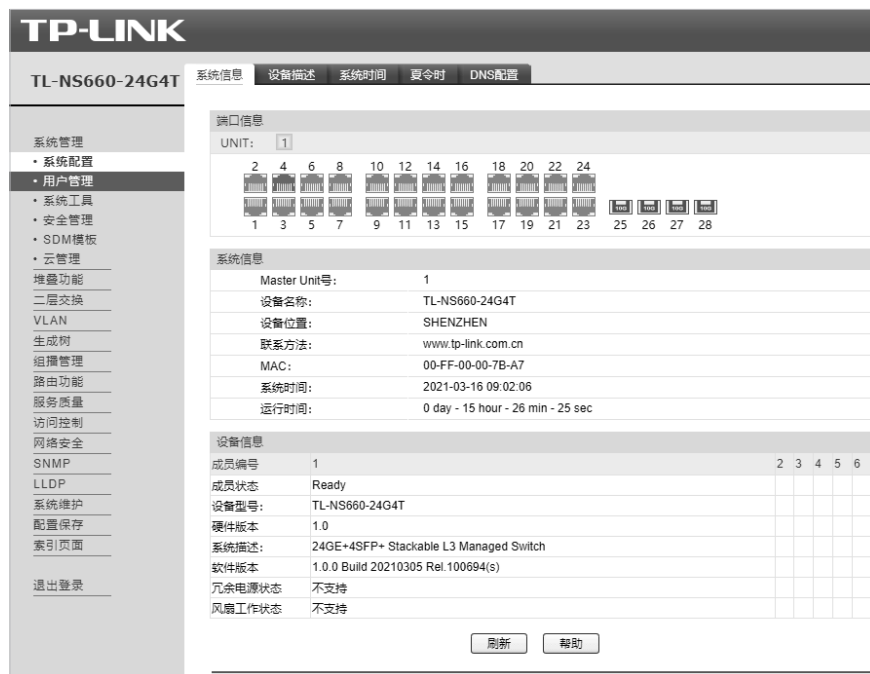 TP-LINK
TL-NS660-24G4T
系统信息 设备描述 系统时间 夏令时 DNS配置
系统管理
• 系统配置
• 用户管理
• 系统工具
• 安全管理
• SDM模板
• 云管理
堆叠功能
二层交换
VLAN
生成树
组播管理
路由功能
服务质量
访问控制
网络安全
SNMP
LLDP
系统维护
配置保存
索引页面
退出登录
端口信息
UNIT: 1
2 4 6 8 10 12 14 16 18 20 22 24
10G 10G 10G 10G
1 3 5 7 9 11 13 15 17 19 21 23 25 26 27 28
系统信息
Master Unit号: 1
设备名称: TL-NS660-24G4T
设备位置: SHENZHEN
联系方法: www.tp-link.com.cn
MAC: 00-FF-00-00-7B-A7
系统时间: 2021-03-16 09:02:06
运行时间: 0 day - 15 hour - 26 min - 25 sec
设备信息
成员编号 1 2 3 4 5 6
成员状态 Ready
设备型号: TL-NS660-24G4T
硬件版本 1.0
系统描述: 24GE+4SFP+ Stackable L3 Managed Switch
软件版本 1.0.0 Build 20210305 Rel.100694(s)
冗余电源状态 不支持
风扇工作状态 不支持
刷新 帮助